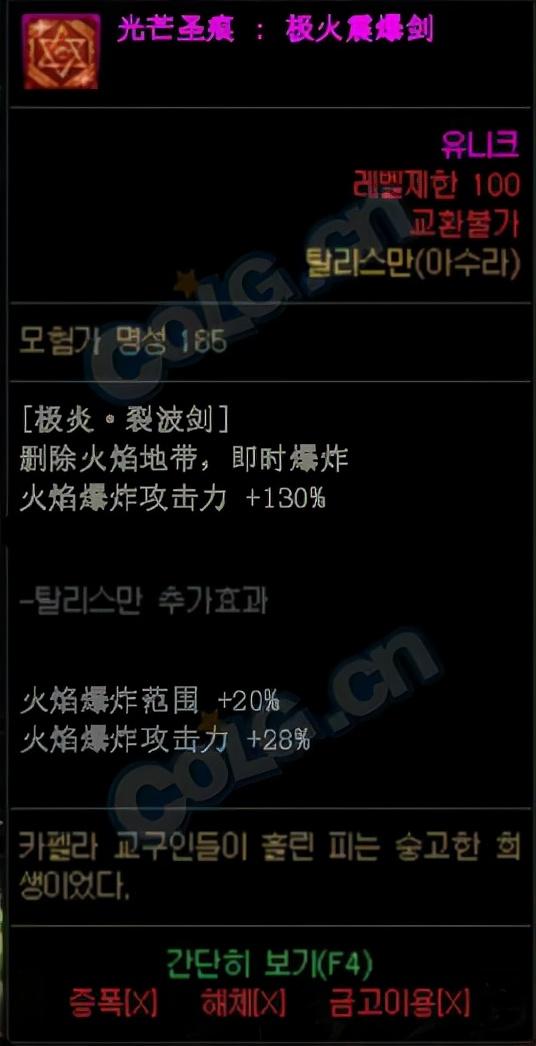 光芒圣痕 : 极火震爆剑
유니크
레벨제한 100
교환불가
탈리스만(아수라)
모험가 명성 185
[极炎·裂波剑]
删除火焰地带，即时爆炸
火焰爆炸攻击力 +130%
-탈리스만 추가효과
火焰爆炸范围 +20%
火焰爆炸攻击力 +28%
카펠라 교구인들이 흘린 피는 숭고한 희
생이었다.
간단히 보기(F4)
증폭[X] 해체[X] 금고이용[X]
COLG.cn
COLG.cn